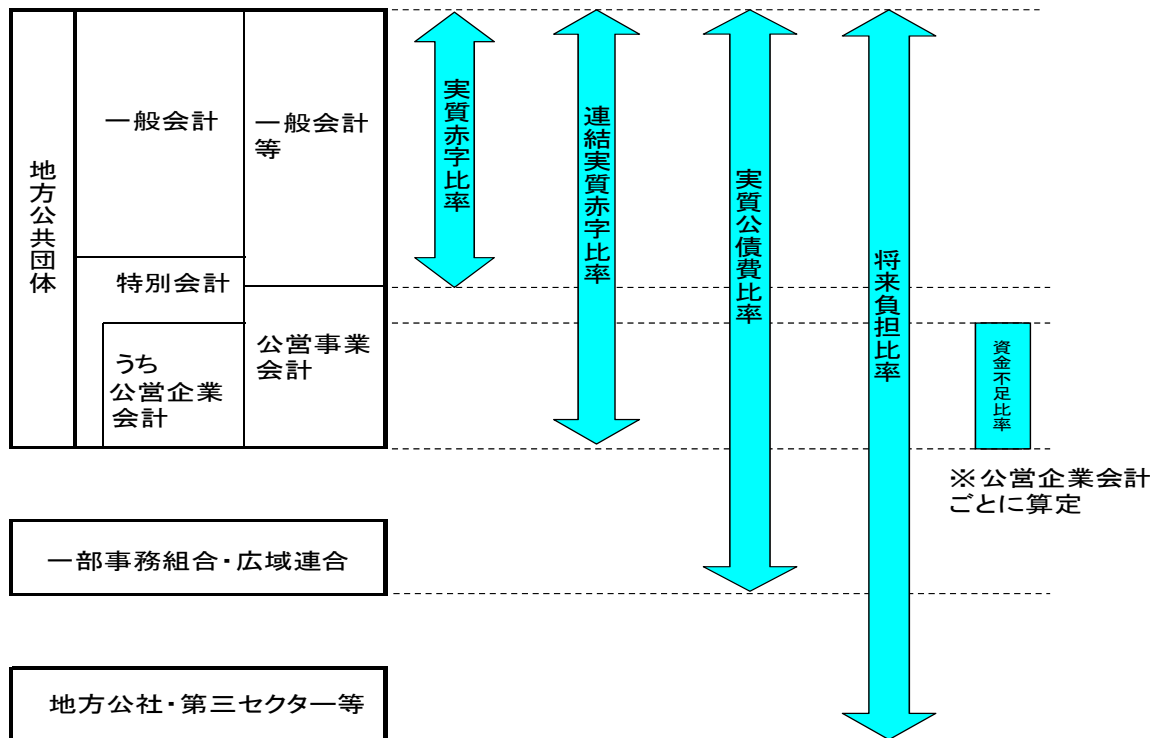 地方公共団体
一般会計
一般会計
等
特別会計
うち
公営企業
会計
公営事業
会計
実質赤字比率
連結実質赤字比率
実質公債費比率
将来負担比率
資金不足比率
※公営企業会計
ごとに算定
一部事務組合・広域連合
地方公社・第三セクター等